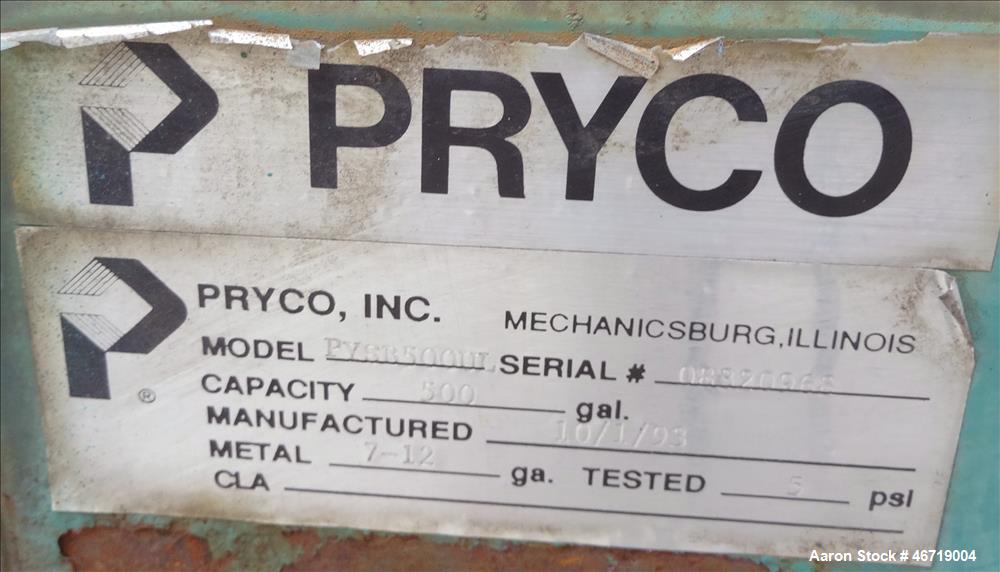 PRYCO
PRYCO, INC. MECHANICSBURG, ILLINOIS
MODEL SERIAL #
CAPACITY 500 gal.
MANUFACTURED 10/1/93
METAL 7-12 ga. TESTED 5 psi
CLA
®
Aaron Stock # 46719004